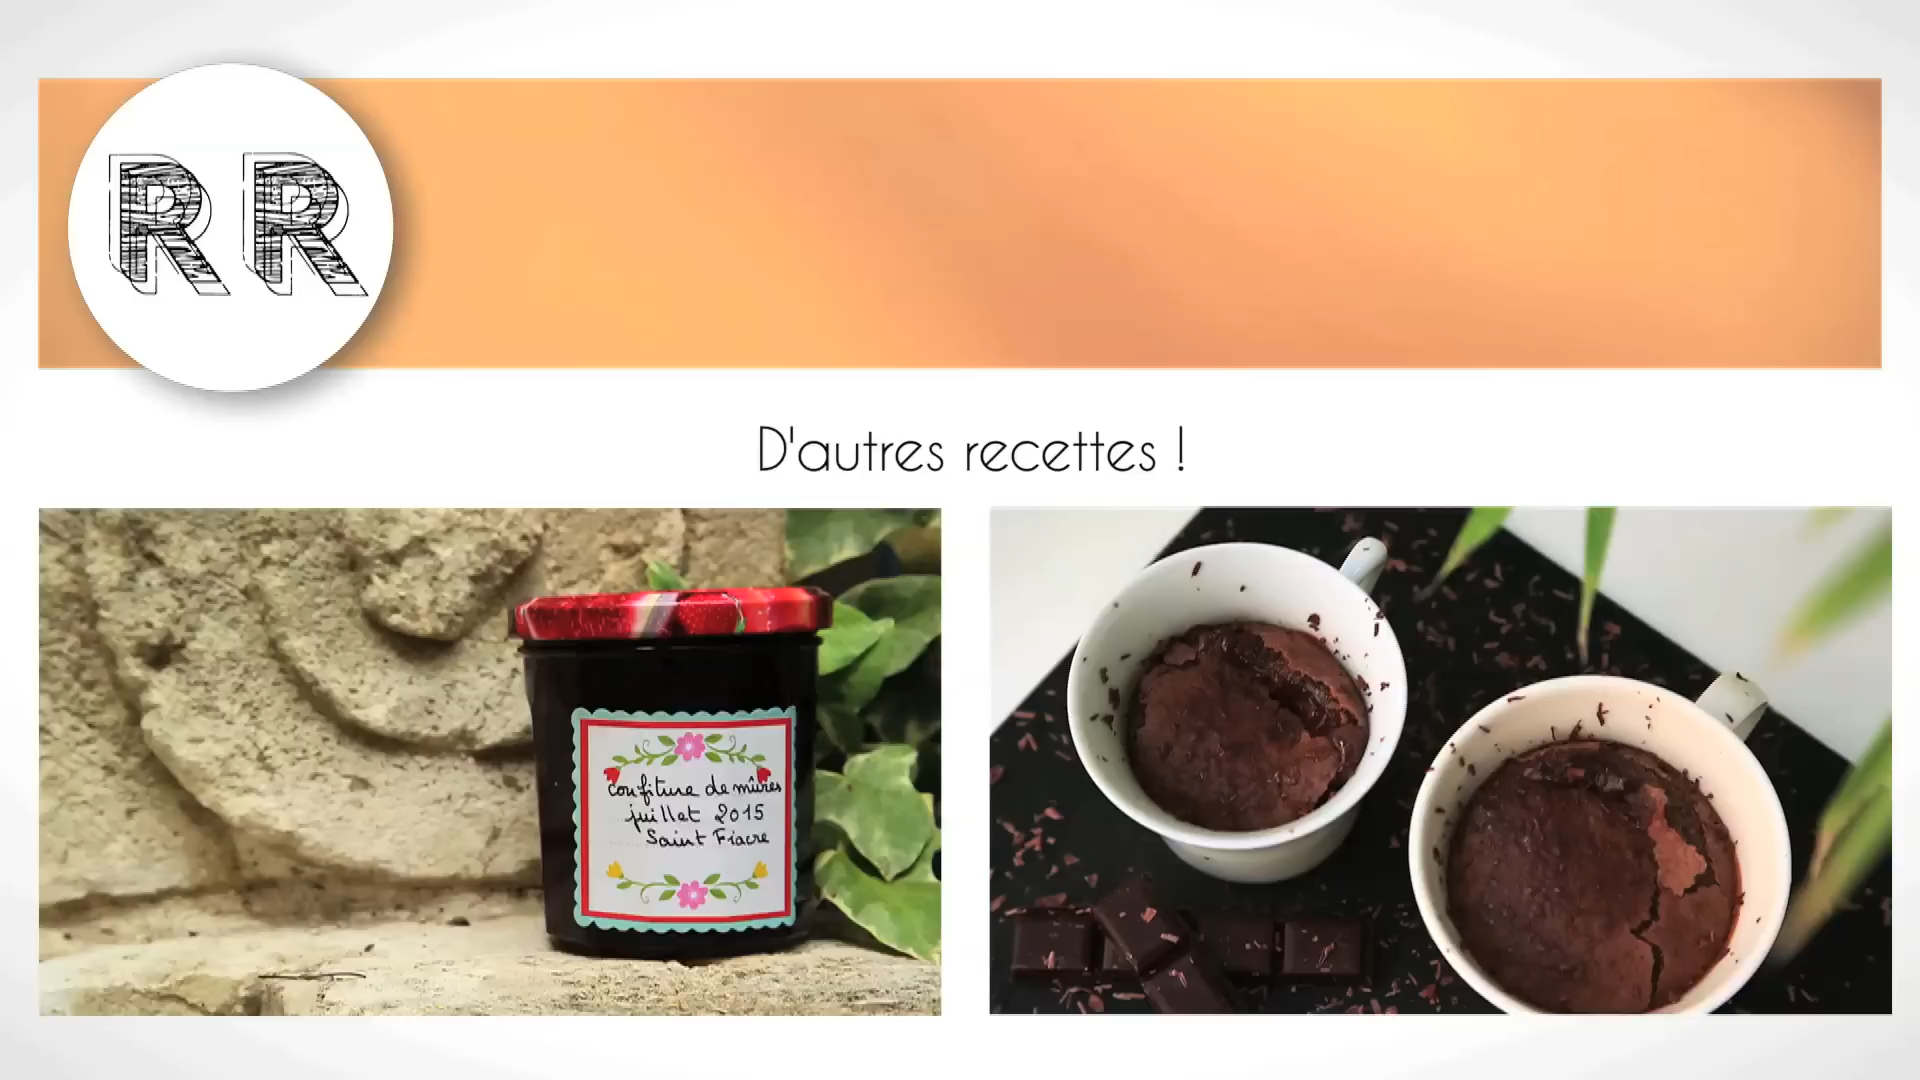 RR
D'autres recettes !
confiture de mûres
juillet 2015
Saint Fiacre